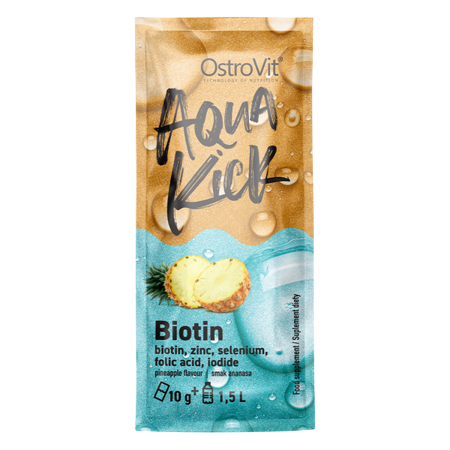 OstroVit®
TECHNOLOGY OF NUTRITION
AQUA
KICK
Biotin
biotin, zinc, selenium,
folic acid, iodide
pineapple flavour / smak ananasa
10 g + 1,5 L
Food supplement / Suplement diety